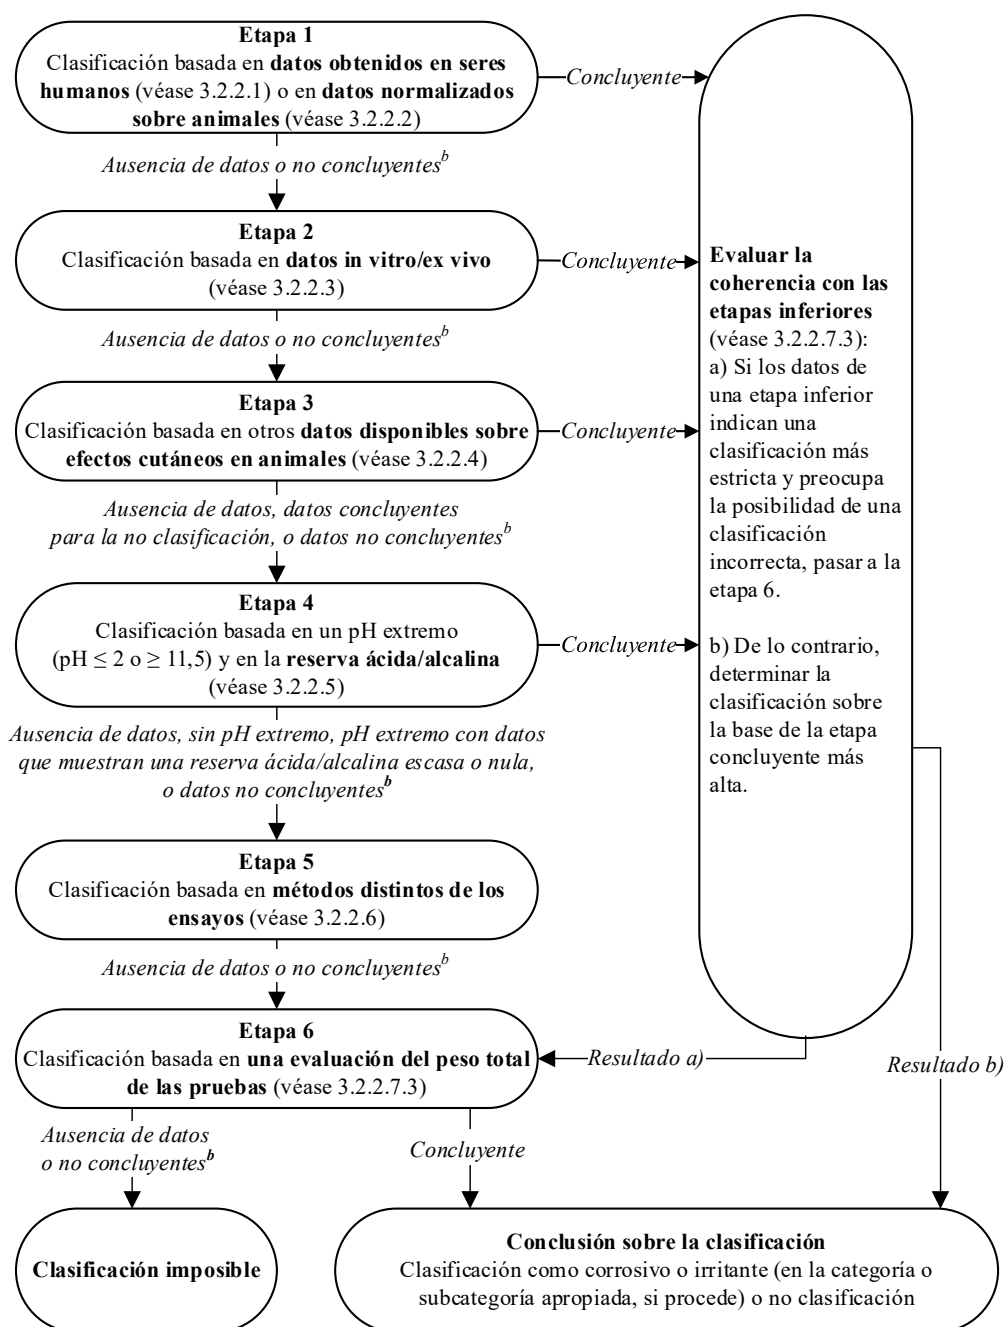 Etapa 1
Clasificación basada en datos obtenidos en seres
humanos (véase 3.2.2.1) o en datos normalizados
sobre animales (véase 3.2.2.2)
Concluyente
Ausencia de datos o no concluyentesb
Etapa 2
Clasificación basada en datos in vitro/ex vivo
(véase 3.2.2.3)
Concluyente
Ausencia de datos o no concluyentesb
Etapa 3
Clasificación basada en otros datos disponibles sobre
efectos cutáneos en animales (véase 3.2.2.4)
Concluyente
Ausencia de datos, datos concluyentes
para la no clasificación, o datos no concluyentesb
Etapa 4
Clasificación basada en un pH extremo
(pH ≤ 2 o ≥ 11,5) y en la reserva ácida/alcalina
(véase 3.2.2.5)
Concluyente
Ausencia de datos, sin pH extremo, pH extremo con datos
que muestran una reserva ácida/alcalina escasa o nula,
o datos no concluyentesb
Etapa 5
Clasificación basada en métodos distintos de los
ensayos (véase 3.2.2.6)
Ausencia de datos o no concluyentesb
Etapa 6
Clasificación basada en una evaluación del peso total
de las pruebas (véase 3.2.2.7.3)
Evaluar la
coherencia con las
etapas inferiores
(véase 3.2.2.7.3):
a) Si los datos de
una etapa inferior
indican una
clasificación más
estricta y preocupa
la posibilidad de una
clasificación
incorrecta, pasar a la
etapa 6.
b) De lo contrario,
determinar la
clasificación sobre
la base de la etapa
concluyente más
alta.
Resultado a)
Resultado b)
Ausencia de datos
o no concluyentesb
Concluyente
Clasificación imposible
Conclusión sobre la clasificación
Clasificación como corrosivo o irritante (en la categoría o
subcategoría apropiada, si procede) o no clasificación